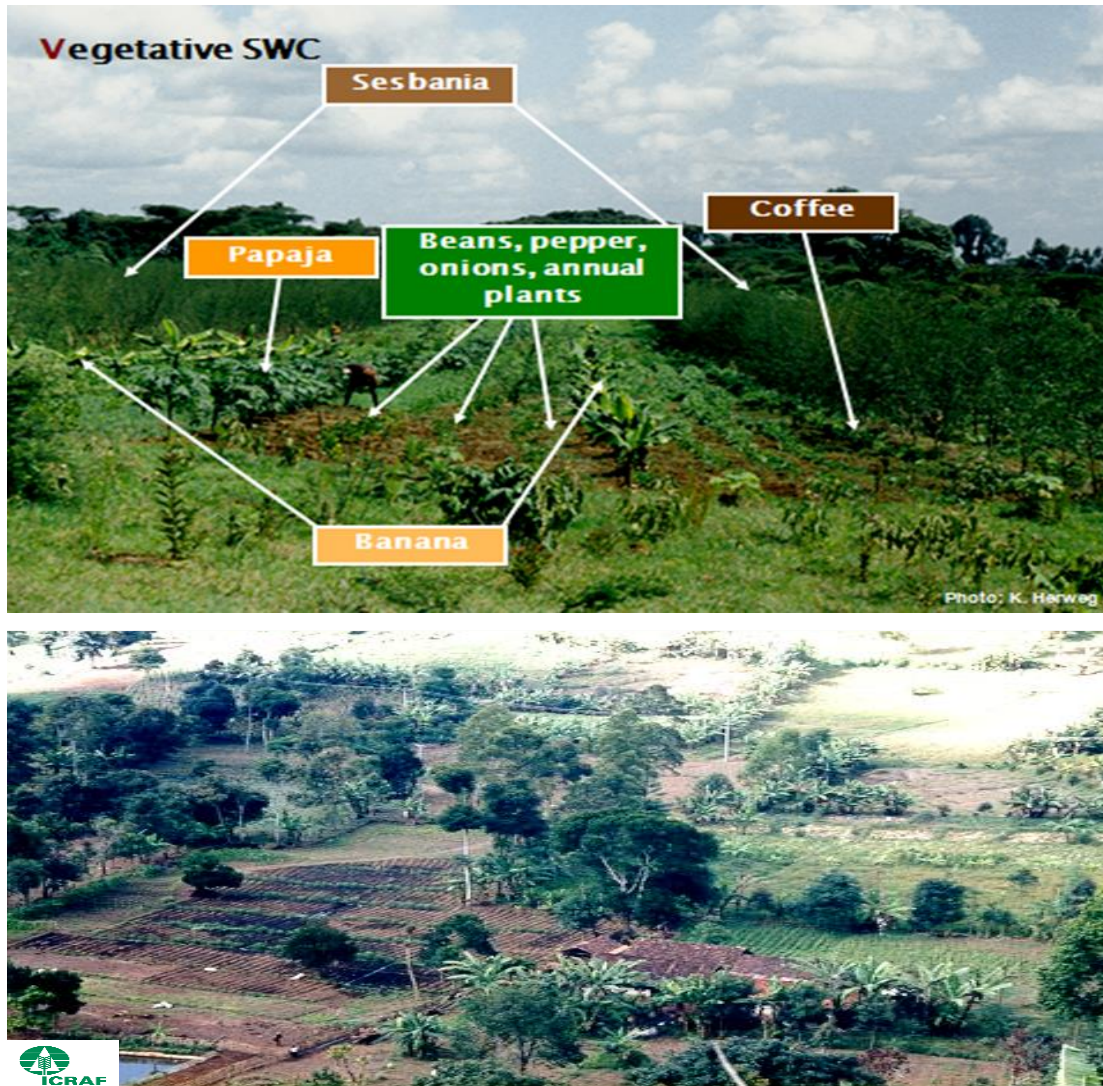 Vegetative SWC
Sesbania
Coffee
Papaja
Beans, pepper,
onions, annual
plants
Banana
Photo: K. Herweg
ICRAF